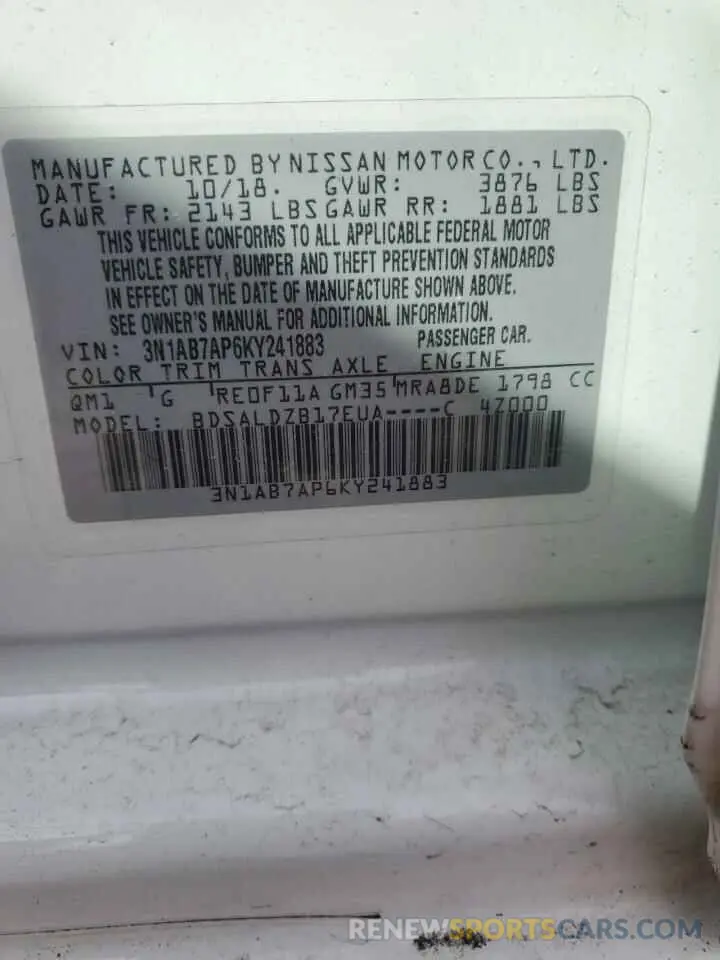 MANUFACTURED BY NISSAN MOTOR CO., LTD.
DATE: 10/18. GVWR: 3876 LBS
GAWR FR: 2143 LBS GAWR RR: 1881 LBS
THIS VEHICLE CONFORMS TO ALL APPLICABLE FEDERAL MOTOR
VEHICLE SAFETY, BUMPER AND THEFT PREVENTION STANDARDS
IN EFFECT ON THE DATE OF MANUFACTURE SHOWN ABOVE.
SEE OWNER'S MANUAL FOR ADDITIONAL INFORMATION.
VIN: 3N1AB7AP6KY241883 PASSENGER CAR.
COLOR TRIM TRANS AXLE ENGINE
QM1 'G 'RE0F11A GM35'MRA8DE 1798 CC
MODEL: BDSALDZB17EUA----C 4Z000
3N1AB7AP6KY241883
RENEWSPORTSCARS.COM